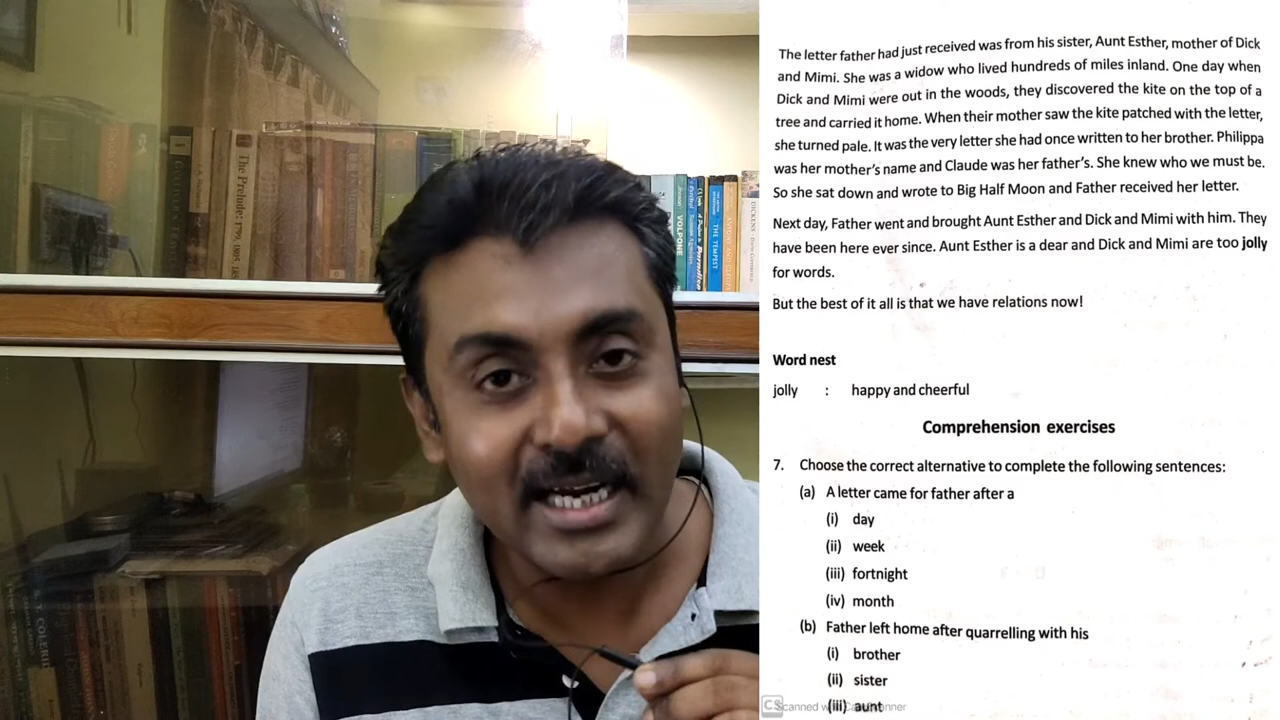 The letter father had just received was from his sister, Aunt Esther, mother of Dick
and Mimi. She was a widow who lived hundreds of miles inland. One day when
Dick and Mimi were out in the woods, they discovered the kite on the top of a
tree and carried it home. When their mother saw the kite patched with the letter,
she turned pale. It was the very letter she had once written to her brother. Philippa
was her mother's name and Claude was her father's. She knew who we must be.
So she sat down and wrote to Big Half Moon and Father received her letter.
Next day, Father went and brought Aunt Esther and Dick and Mimi with him. They
have been here ever since. Aunt Esther is a dear and Dick and Mimi are too jolly
for words.
But the best of it all is that we have relations now!
Word nest
jolly : happy and cheerful
Comprehension exercises
7. Choose the correct alternative to complete the following sentences:
(a) A letter came for father after a
(i) day
(ii) week
(iii) fortnight
(iv) month
(b) Father left home after quarrelling with his
(i) brother
(ii) sister
(iii) aunt
CS Scanned with CamScanner
The Prelude: 1799,
VOLPONE
THE TEMPEST
DICKENS